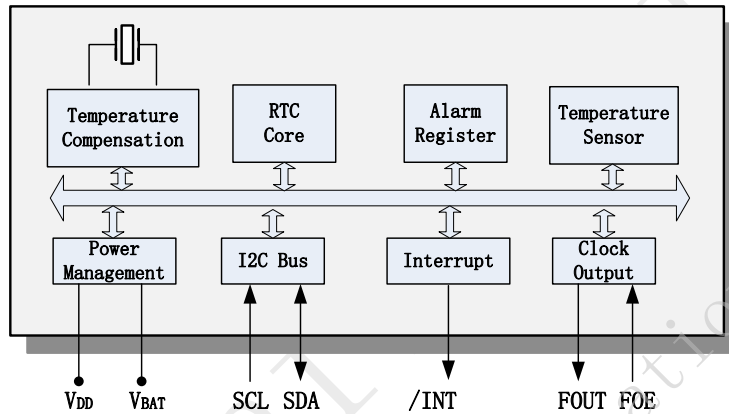 Temperature
Compensation
RTC
Core
Alarm
Register
Temperature
Sensor
Power
Management
I2C Bus
Interrupt
Clock
Output
VDD
VBAT
SCL
SDA
/INT
FOUT
FOE